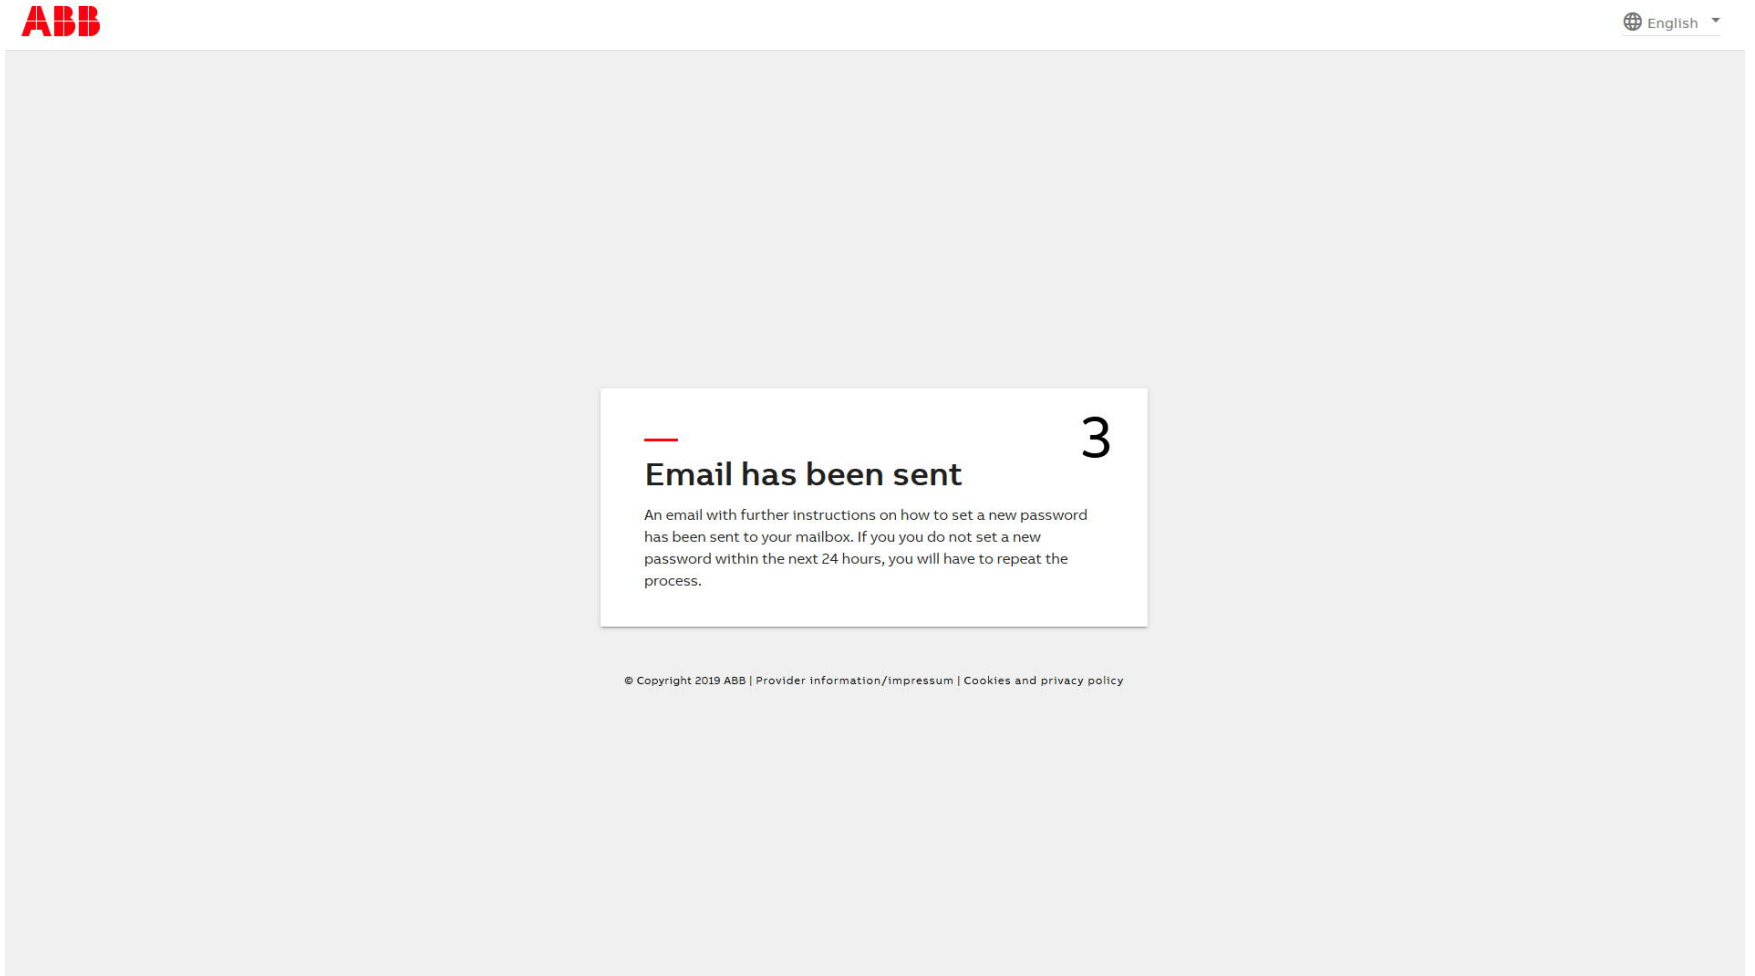 ABB
English
3
Email has been sent
An email with further instructions on how to set a new password
has been sent to your mailbox. If you you do not set a new
password within the next 24 hours, you will have to repeat the
process.
© Copyright 2019 ABB | Provider information/impressum | Cookies and privacy policy